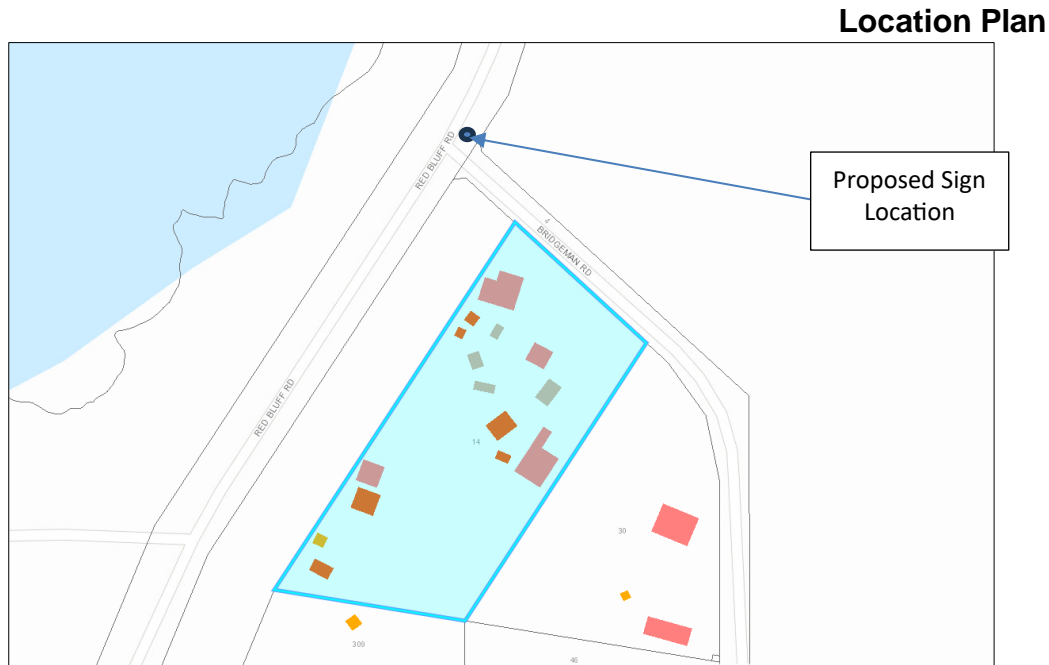 Location Plan
RED BLUFF RD
Proposed Sign
Location
4
BRIDGEMAN RD
RED BLUFF RD
14
30
309
46